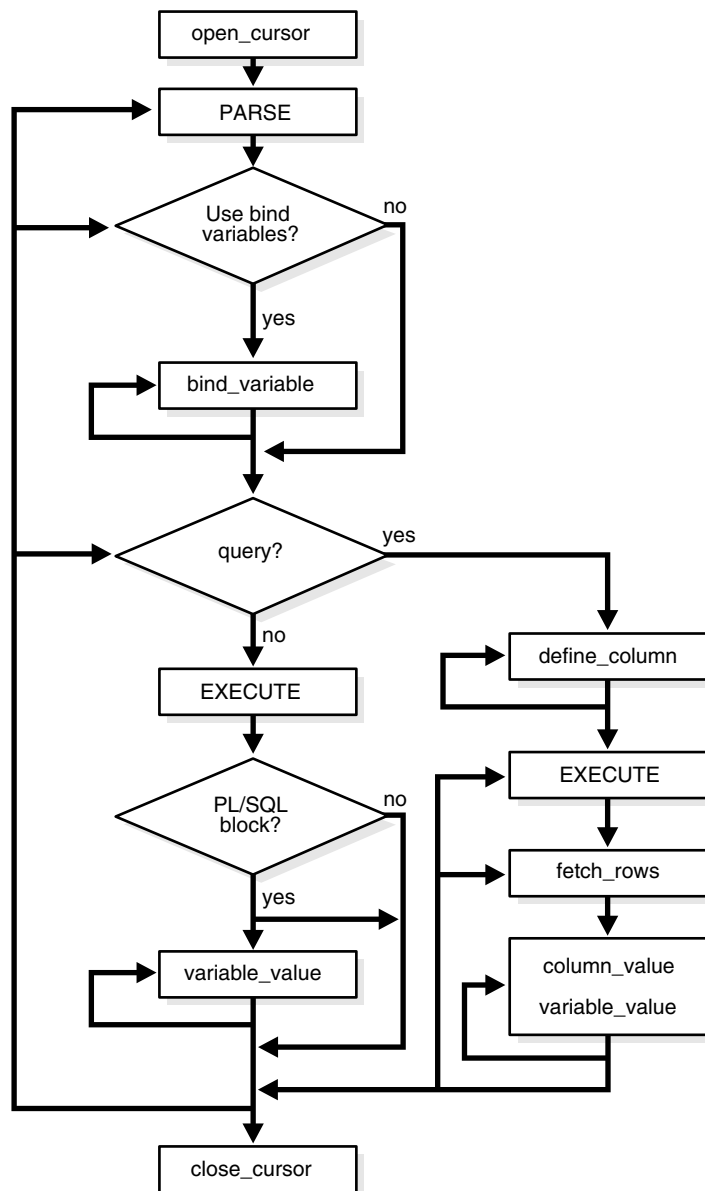 open_cursor
PARSE
Use bind
variables?
no
yes
bind_variable
query?
yes
no
define_column
EXECUTE
EXECUTE
PL/SQL
block?
no
fetch_rows
yes
variable_value
column_value
variable_value
close_cursor